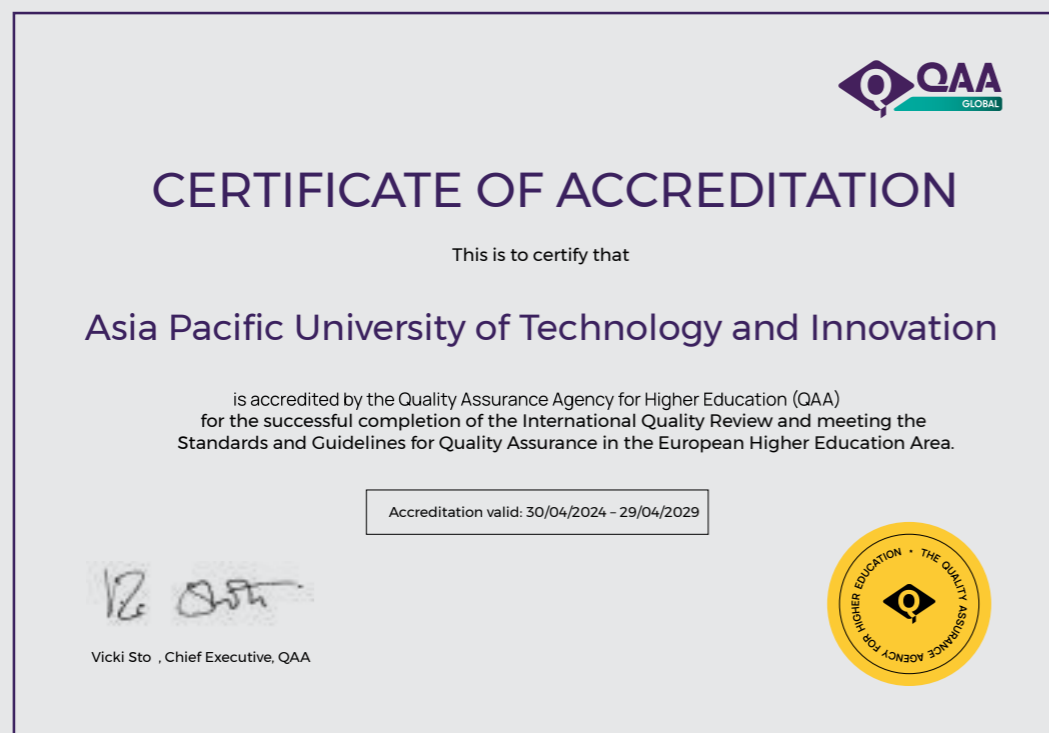 QAA
GLOBAL
CERTIFICATE OF ACCREDITATION
This is to certify that
Asia Pacific University of Technology and Innovation
is accredited by the Quality Assurance Agency for Higher Education (QAA)
for the successful completion of the International Quality Review and meeting the
Standards and Guidelines for Quality Assurance in the European Higher Education Area.
Accreditation valid: 30/04/2024 – 29/04/2029
Vicki Sto , Chief Executive, QAA
THE QUALITY ASSURANCE AGENCY FOR HIGHER EDUCATION •